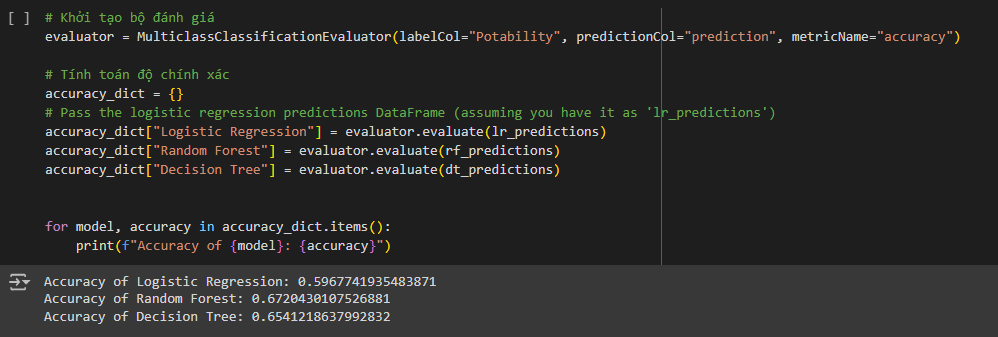 [ ] # Khởi tạo bộ đánh giá
evaluator = MulticlassClassificationEvaluator(labelCol="Potability", predictionCol="prediction", metricName="accuracy")
# Tính toán độ chính xác
accuracy_dict = {}
# Pass the logistic regression predictions DataFrame (assuming you have it as 'lr_predictions')
accuracy_dict["Logistic Regression"] = evaluator.evaluate(lr_predictions)
accuracy_dict["Random Forest"] = evaluator.evaluate(rf_predictions)
accuracy_dict["Decision Tree"] = evaluator.evaluate(dt_predictions)
for model, accuracy in accuracy_dict.items():
    print(f"Accuracy of {model}: {accuracy}")
Accuracy of Logistic Regression: 0.5967741935483871
Accuracy of Random Forest: 0.6720430107526881
Accuracy of Decision Tree: 0.6541218637992832